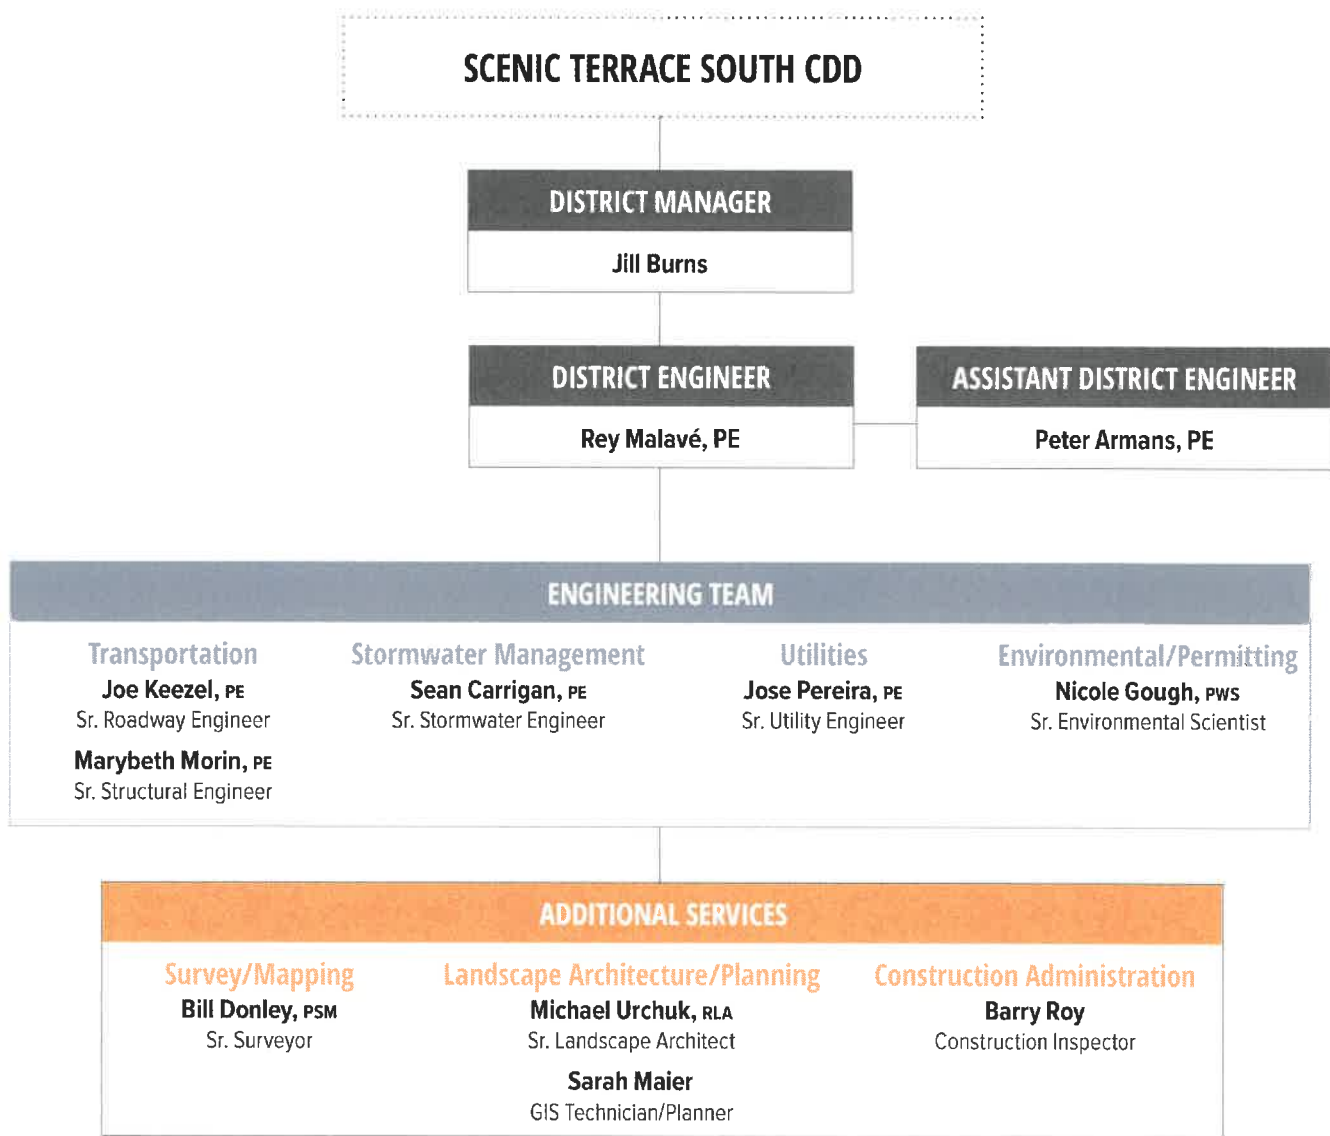 SCENIC TERRACE SOUTH CDD
DISTRICT MANAGER
Jill Burns
DISTRICT ENGINEER
Rey Malavé, PE
ASSISTANT DISTRICT ENGINEER
Peter Armans, PE
ENGINEERING TEAM
Transportation
Joe Keezel, PE
Sr. Roadway Engineer
Marybeth Morin, PE
Sr. Structural Engineer
Stormwater Management
Sean Carrigan, PE
Sr. Stormwater Engineer
Utilities
Jose Pereira, PE
Sr. Utility Engineer
Environmental/Permitting
Nicole Gough, PWS
Sr. Environmental Scientist
ADDITIONAL SERVICES
Survey/Mapping
Bill Donley, PSM
Sr. Surveyor
Landscape Architecture/Planning
Michael Urchuk, RLA
Sr. Landscape Architect
Sarah Maier
GIS Technician/Planner
Construction Administration
Barry Roy
Construction Inspector